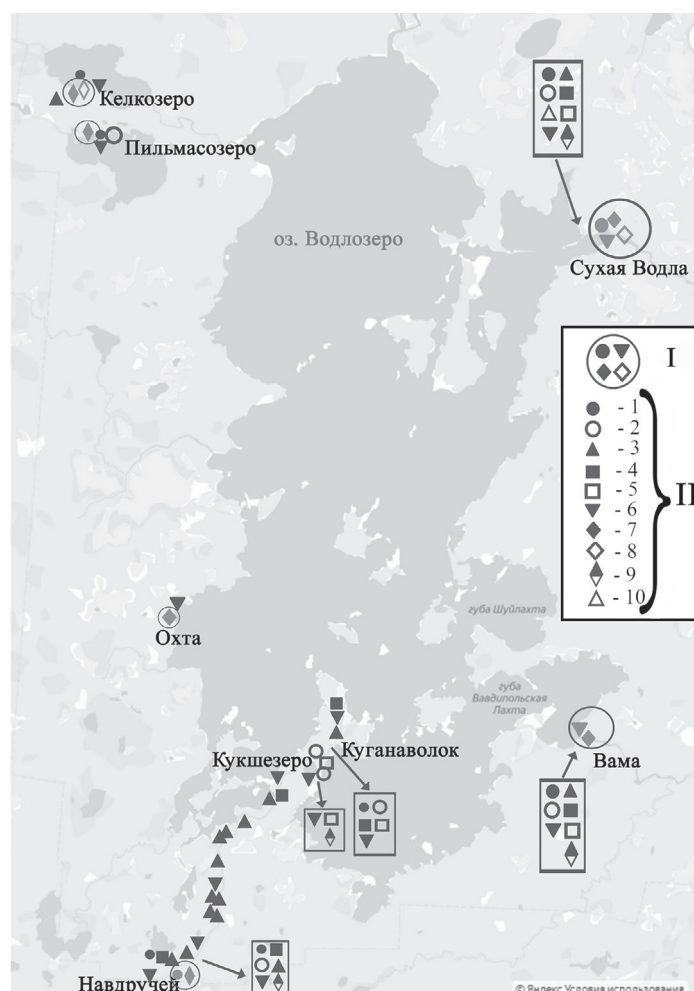 Келкозеро
Пильмасозеро
оз. Водлозеро
Сухая Водла
I
- 1
- 2
- 3
- 4
- 5
- 6
- 7
- 8
- 9
- 10
II
губа Шуйлахта
Охта
губа
Вавдипольская
Лахта
Куганаволок
Кукшезеро
Вама
Навдручей
© Яндекс Условия использования